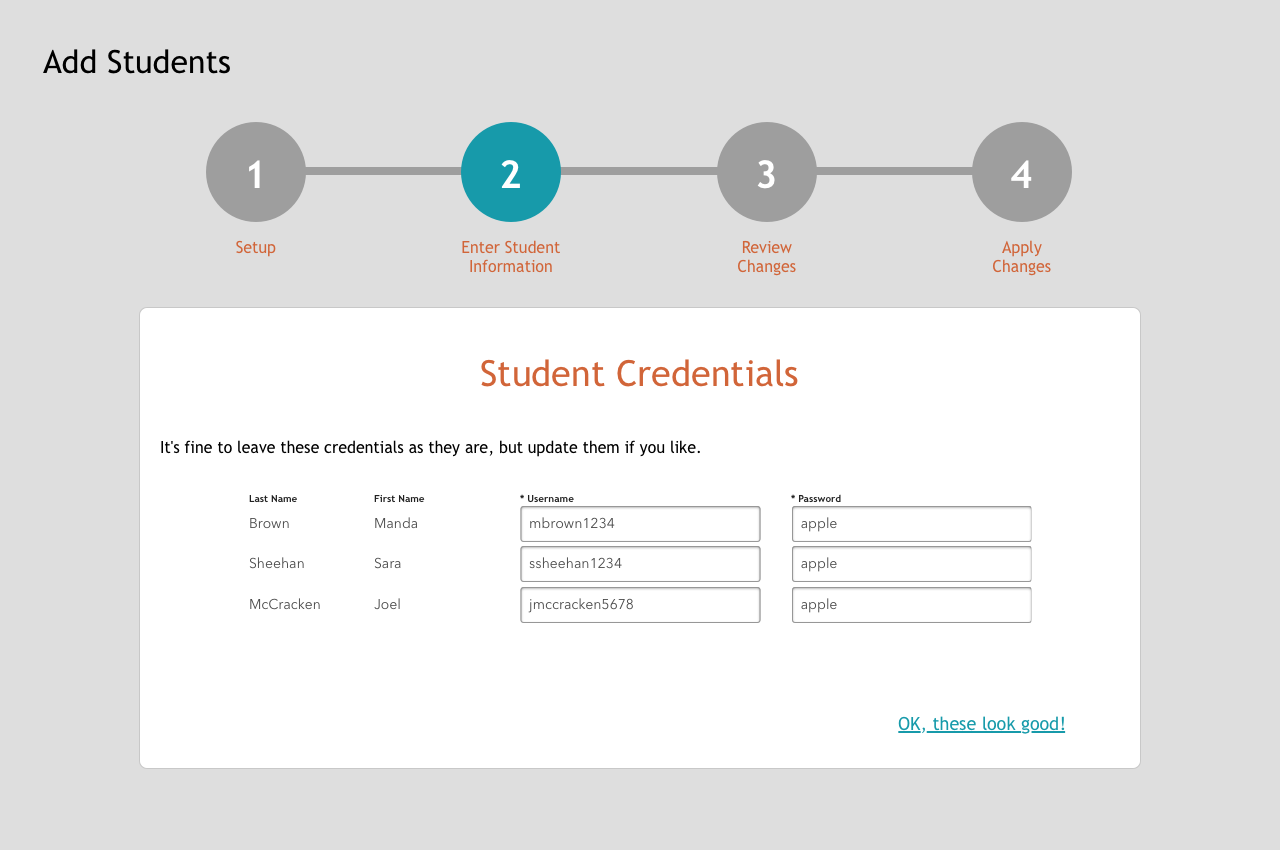 Add Students
1
2
3
4
Setup
Enter Student
Information
Review
Changes
Apply
Changes
Student Credentials
It's fine to leave these credentials as they are, but update them if you like.
Last Name First Name * Username * Password
Brown Manda mbrown1234 apple
Sheehan Sara ssheehan1234 apple
McCracken Joel jmccracken5678 apple
OK, these look good!